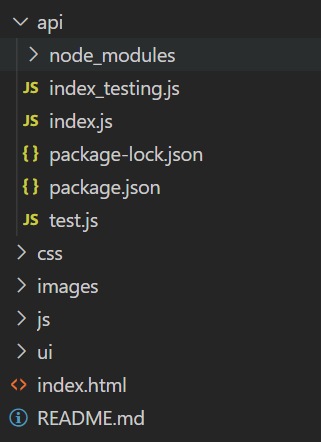 api
node_modules
JS index_testing.js
JS index.js
{} package-lock.json
{} package.json
JS test.js
css
images
js
ui
<> index.html
README.md